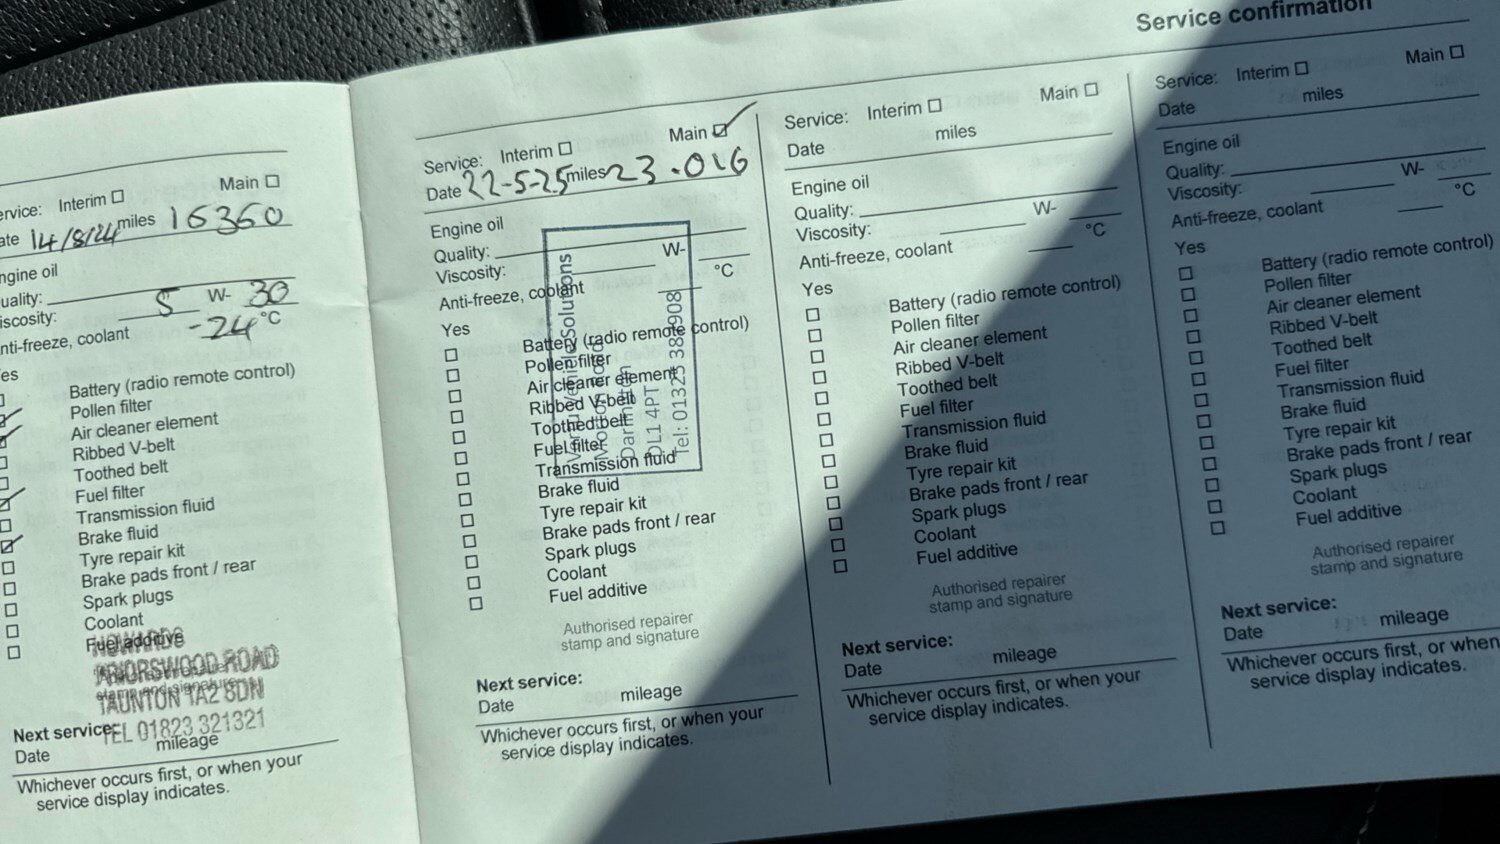 Service confirmation
ervice: Interim Main
ate 14/8/24 miles 16360
ngine oil
uality:
iscosity: 5 W- 30
nti-freeze, coolant -24 °C
es
Battery (radio remote control)
Pollen filter
Air cleaner element
Ribbed V-belt
Toothed belt
Fuel filter
Transmission fluid
Brake fluid
Tyre repair kit
Brake pads front / rear
Spark plugs
Coolant
Fuel additive
HOWARDS
ROAD
stamp and signature
TAUNTON TA2 8DN
TEL 01823 321321
Next service:
Date mileage
Whichever occurs first, or when your
service display indicates.
Service: Interim Main
Date 22-5-25 miles 23.016
Engine oil
Quality:
Viscosity: W-
Anti-freeze, coolant °C
Yes
Battery (radio remote control)
Pollen filter
Air cleaner element
Ribbed V-belt
Toothed belt
Fuel filter
Transmission fluid
Brake fluid
Tyre repair kit
Brake pads front / rear
Spark plugs
Coolant
Fuel additive
Solutions
DL1 4PT
Tel: 01325 389908
Authorised repairer
stamp and signature
Next service:
Date mileage
Whichever occurs first, or when your
service display indicates.
Service: Interim Main
Date miles
Engine oil
Quality:
Viscosity: W-
Anti-freeze, coolant °C
Yes
Battery (radio remote control)
Pollen filter
Air cleaner element
Ribbed V-belt
Toothed belt
Fuel filter
Transmission fluid
Brake fluid
Tyre repair kit
Brake pads front / rear
Spark plugs
Coolant
Fuel additive
Authorised repairer
stamp and signature
Next service:
Date mileage
Whichever occurs first, or when your
service display indicates.
Service: Interim Main
Date miles
Engine oil
Quality:
Viscosity: W-
Anti-freeze, coolant °C
Yes
Battery (radio remote control)
Pollen filter
Air cleaner element
Ribbed V-belt
Toothed belt
Fuel filter
Transmission fluid
Brake fluid
Tyre repair kit
Brake pads front / rear
Spark plugs
Coolant
Fuel additive
Authorised repairer
stamp and signature
Next service:
Date mileage
Whichever occurs first, or when
service display indicates.